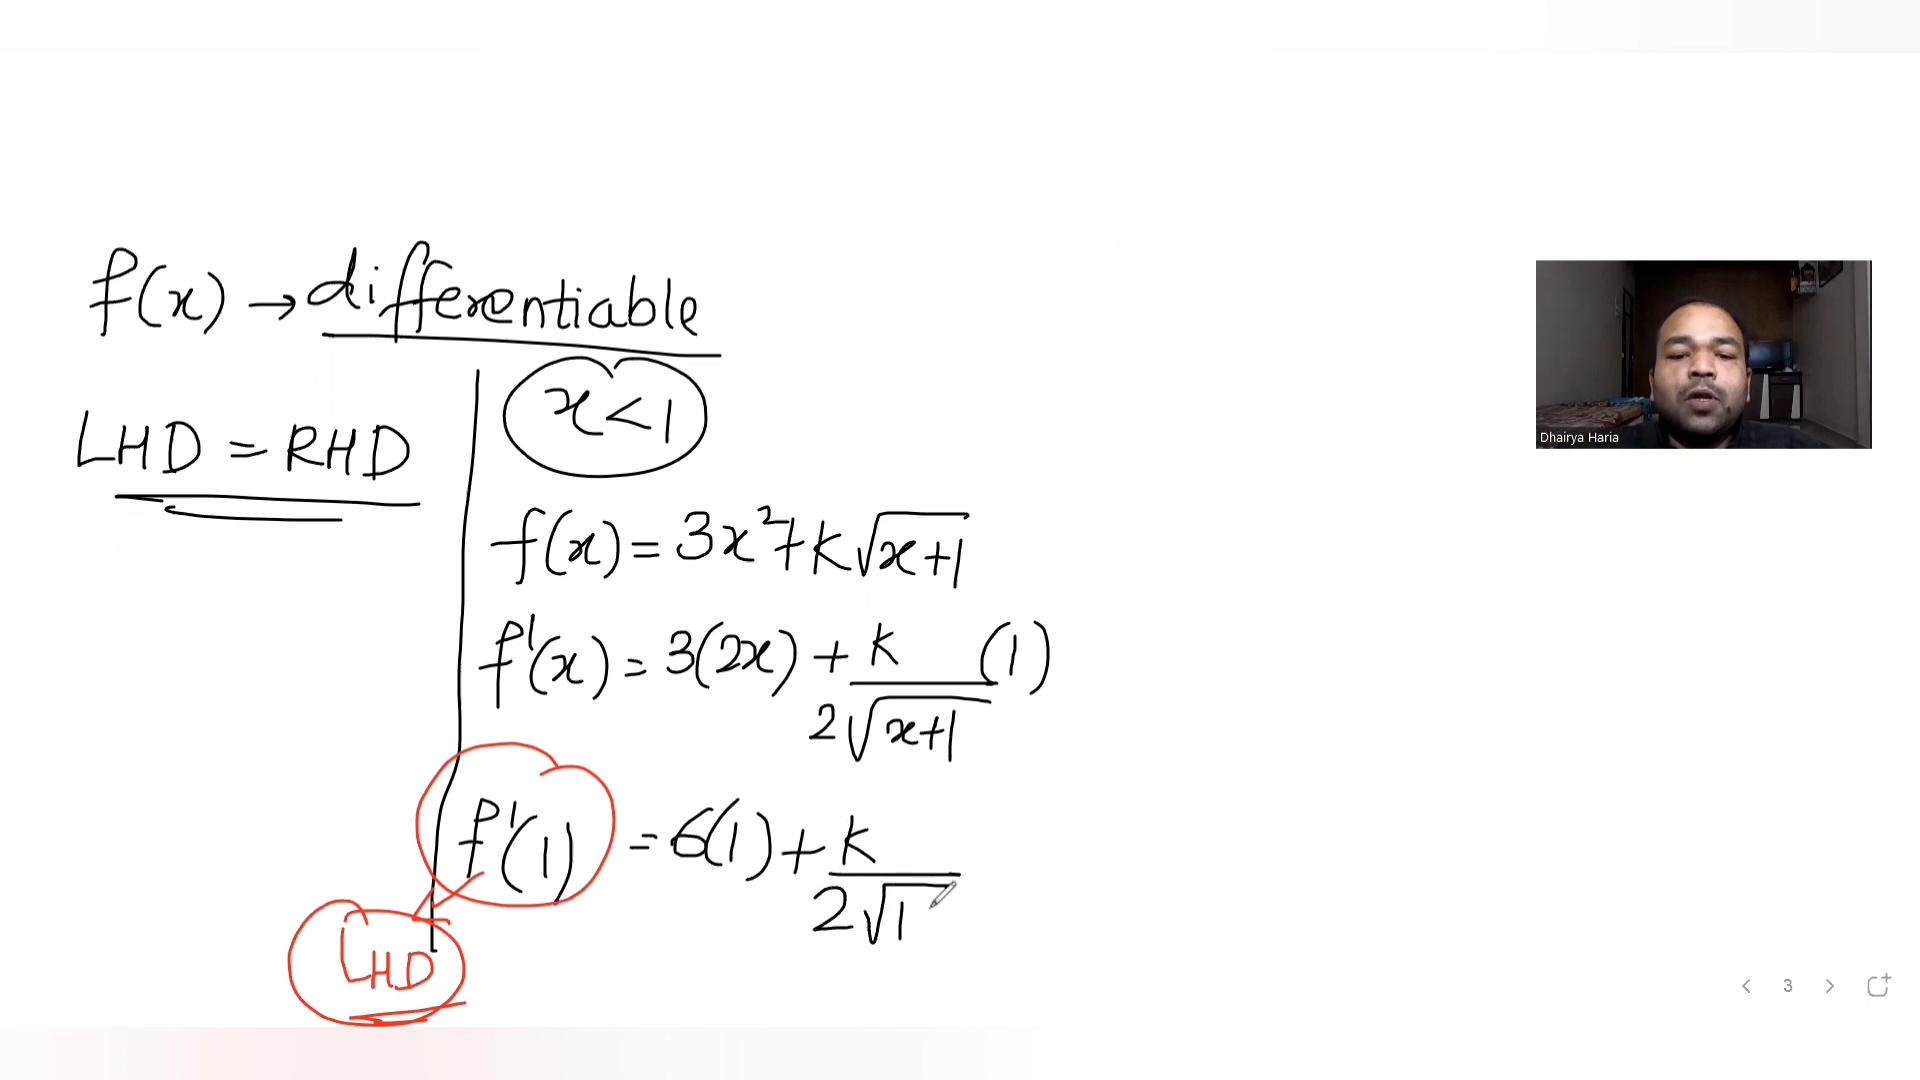 f(x) → differentiable
LHD = RHD
x < 1
f(x) = 3x² + k√(x+1)
f'(x) = 3(2x) + k/(2√(x+1)) (1)
f'(1) = 6(1) + k/(2√1
LHD
Dhairya Haria
< 3 >